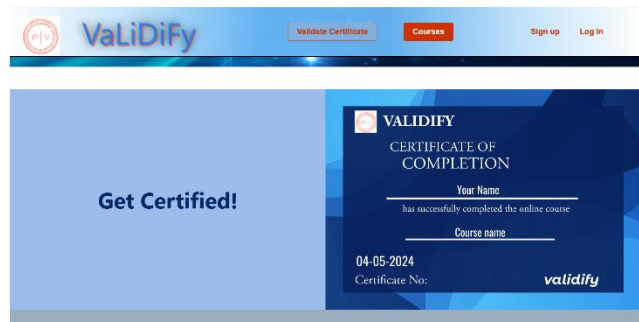 VaLiDiFy
Validate Certificate
Courses
Sign up
Log In
Get Certified!
VALIDIFY
CERTIFICATE OF
COMPLETION
Your Name
has successfully completed the online course
Course name
04-05-2024
Certificate No:
validify